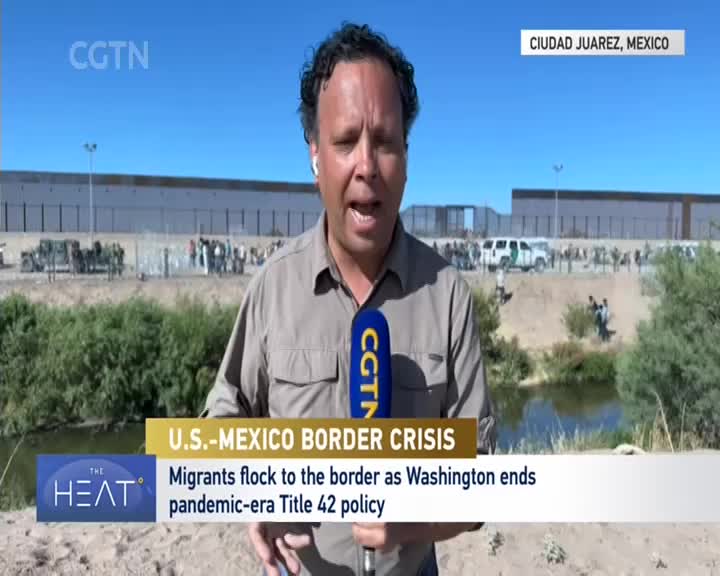 CGTN
CIUDAD JUAREZ, MEXICO
CGTN
U.S.-MEXICO BORDER CRISIS
THE
HEAT
Migrants flock to the border as Washington ends
pandemic-era Title 42 policy